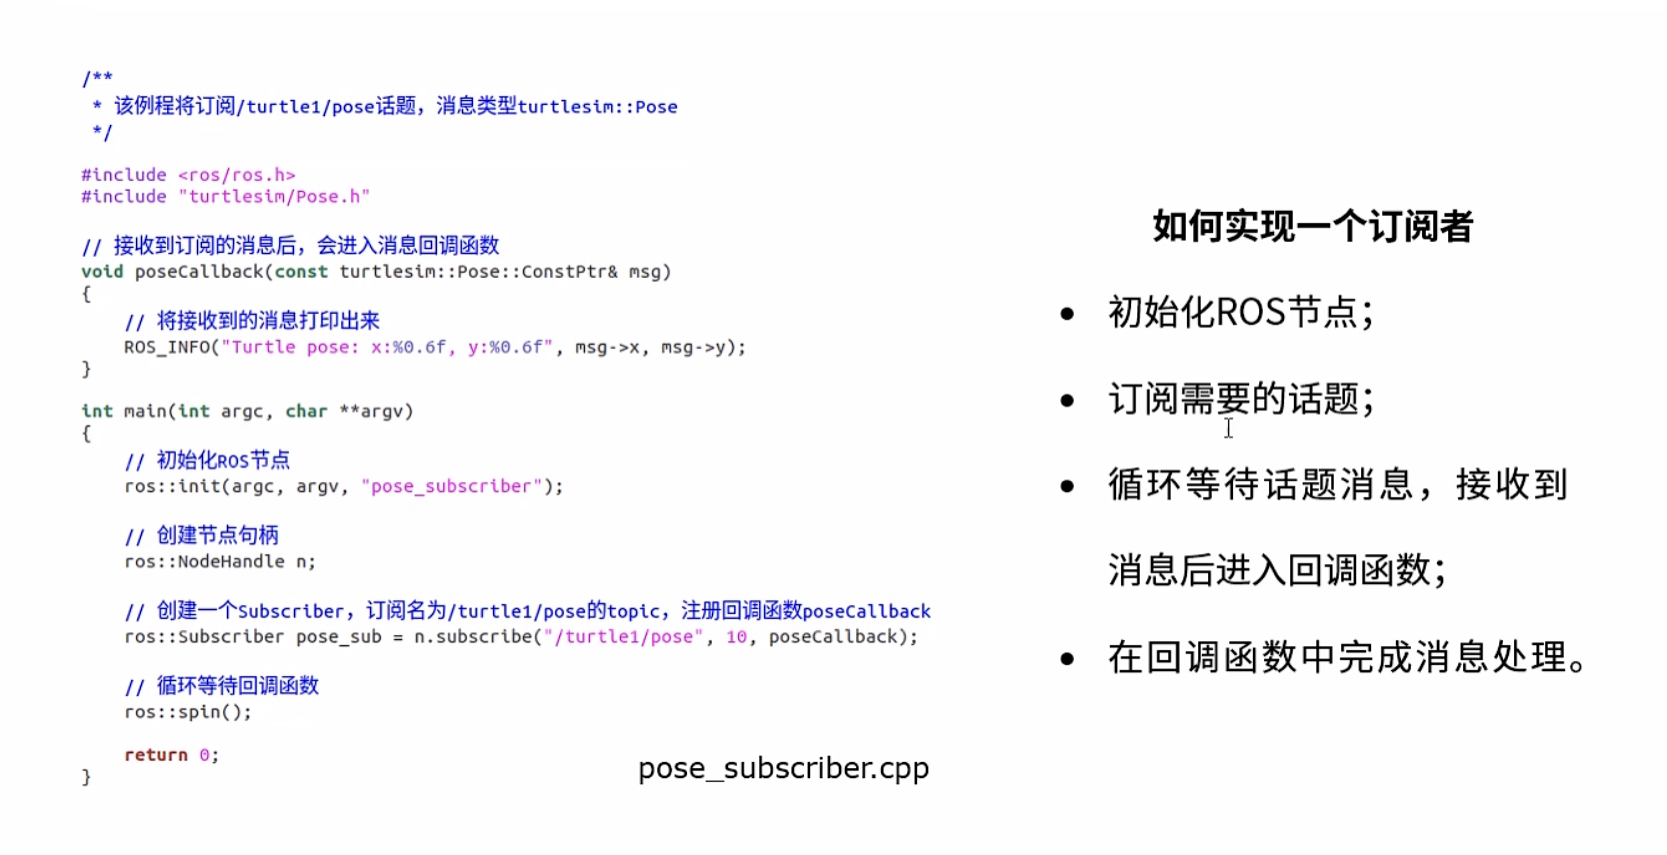 /**
 * 该例程将订阅/turtle1/pose话题，消息类型turtlesim::Pose
 */
#include <ros/ros.h>
#include "turtlesim/Pose.h"
// 接收到订阅的消息后，会进入消息回调函数
void poseCallback(const turtlesim::Pose::ConstPtr& msg)
{
    // 将接收到的消息打印出来
    ROS_INFO("Turtle pose: x:%0.6f, y:%0.6f", msg->x, msg->y);
}
int main(int argc, char **argv)
{
    // 初始化ROS节点
    ros::init(argc, argv, "pose_subscriber");
    // 创建节点句柄
    ros::NodeHandle n;
    // 创建一个Subscriber，订阅名为/turtle1/pose的topic，注册回调函数poseCallback
    ros::Subscriber pose_sub = n.subscribe("/turtle1/pose", 10, poseCallback);
    // 循环等待回调函数
    ros::spin();
    return 0;
}
pose_subscriber.cpp
如何实现一个订阅者
• 初始化ROS节点；
• 订阅需要的话题；
• 循环等待话题消息，接收到
消息后进入回调函数；
• 在回调函数中完成消息处理。